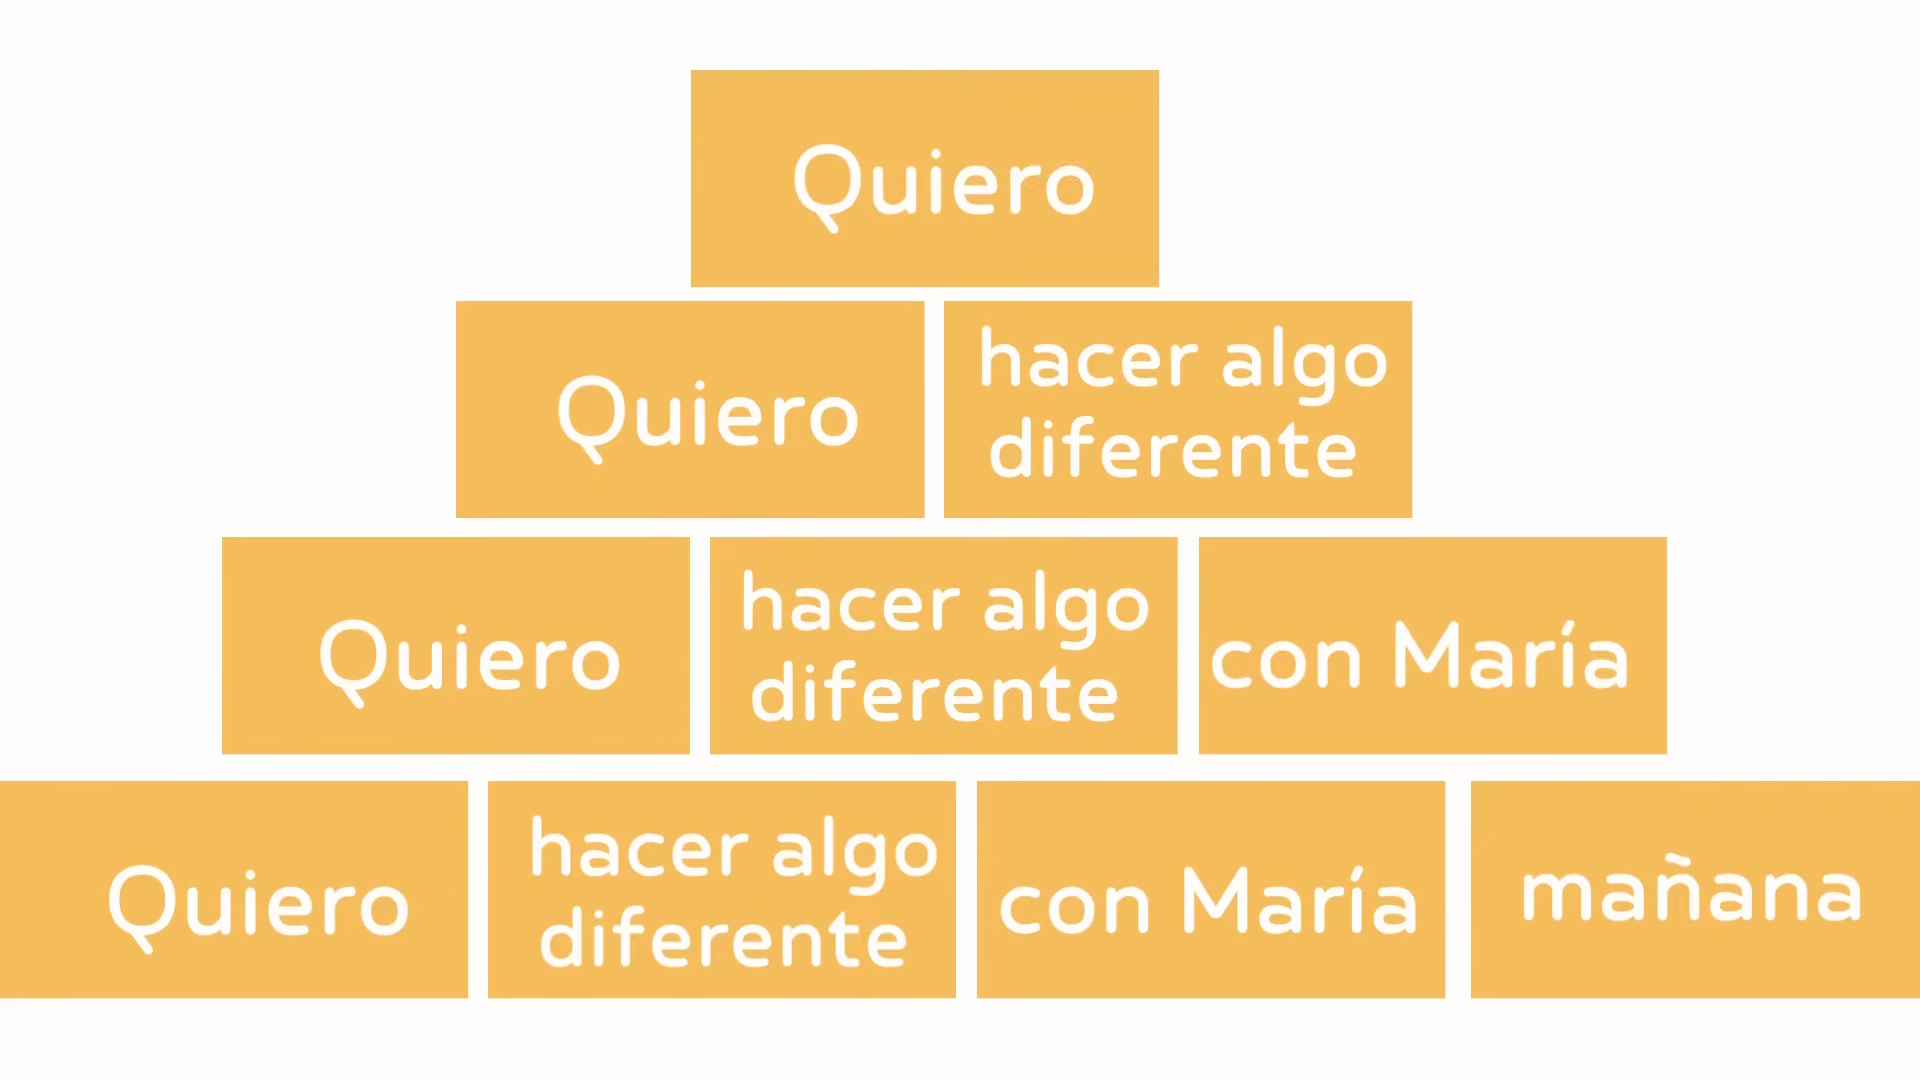 Quiero
Quiero
hacer algo
diferente
Quiero
hacer algo
diferente
con María
Quiero
hacer algo
diferente
con María
mañana